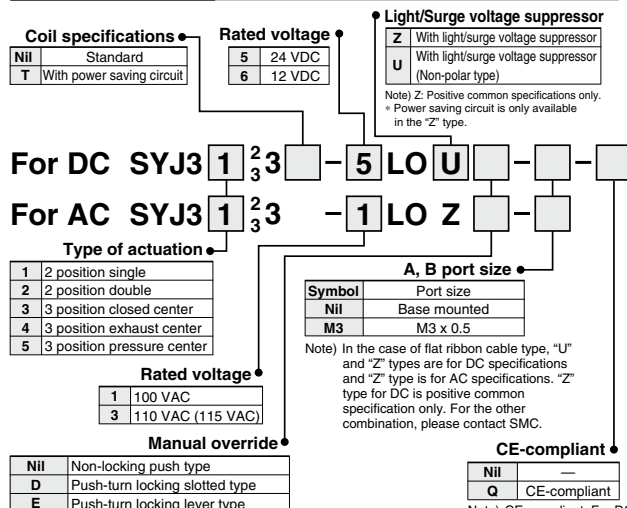 Light/Surge voltage suppressor
Z With light/surge voltage suppressor
U With light/surge voltage suppressor
(Non-polar type)
Note) Z: Positive common specifications only.
* Power saving circuit is only available
in the "Z" type.
Coil specifications
Nil Standard
T With power saving circuit
Rated voltage
5 24 VDC
6 12 VDC
For DC SYJ3 1 2 3 3 – 5 LO U – –
For AC SYJ3 1 2 3 3 – 1 LO Z –
Type of actuation
1 2 position single
2 2 position double
3 3 position closed center
4 3 position exhaust center
5 3 position pressure center
Rated voltage
1 100 VAC
3 110 VAC (115 VAC)
Manual override
Nil Non-locking push type
D Push-turn locking slotted type
E Push-turn locking lever type
A, B port size
Symbol Port size
Nil Base mounted
M3 M3 x 0.5
Note) In the case of flat ribbon cable type, "U"
and "Z" types are for DC specifications
and "Z" type is for AC specifications. "Z"
type for DC is positive common
specification only. For the other
combination, please contact SMC.
CE-compliant
Nil —
Q CE-compliant